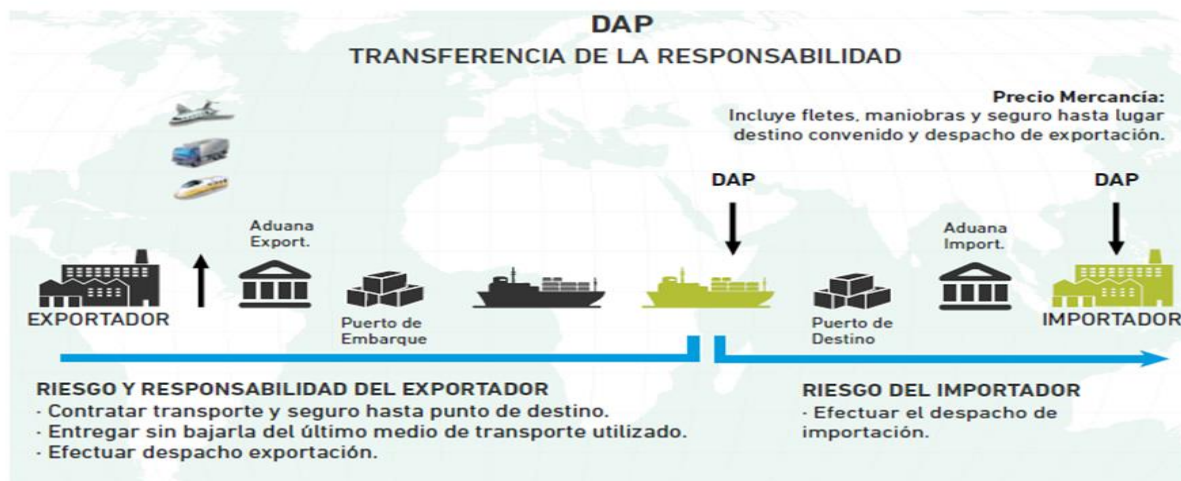 DAP
TRANSFERENCIA DE LA RESPONSABILIDAD
Precio Mercancía:
Incluye fletes, maniobras y seguro hasta lugar
destino convenido y despacho de exportación.
DAP
DAP
Aduana
Export.
Aduana
Import.
EXPORTADOR
Puerto de
Embarque
Puerto de
Destino
IMPORTADOR
RIESGO Y RESPONSABILIDAD DEL EXPORTADOR
· Contratar transporte y seguro hasta punto de destino.
· Entregar sin bajarla del último medio de transporte utilizado.
· Efectuar despacho exportación.
RIESGO DEL IMPORTADOR
· Efectuar el despacho de
importación.